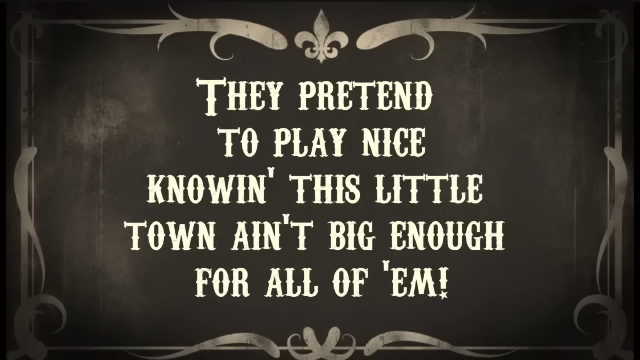 They pretend
to play nice
knowin' this little
town ain't big enough
for all of 'em!